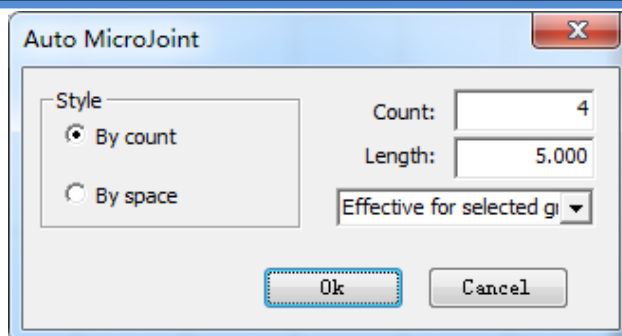 Auto MicroJoint
Style
By count
By space
Count: 4
Length: 5.000
Effective for selected
Ok
Cancel